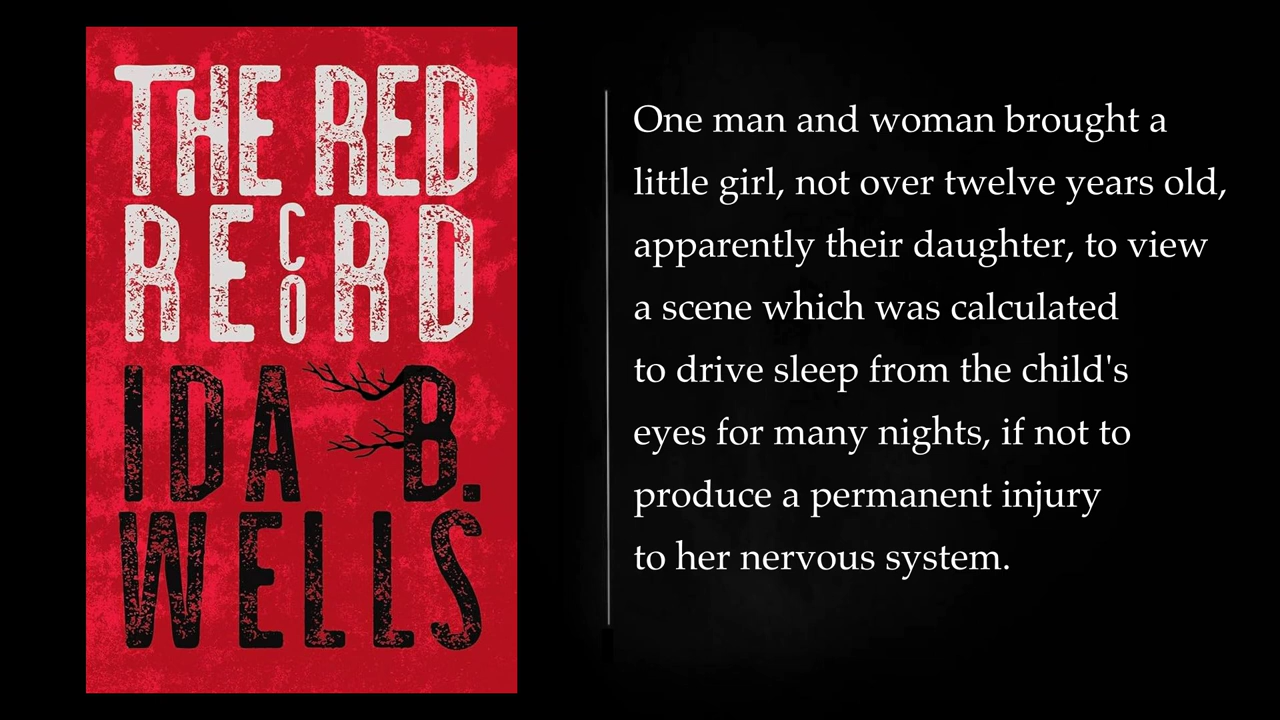 THE RED
RECORD
IDA B.
WELLS
One man and woman brought a
little girl, not over twelve years old,
apparently their daughter, to view
a scene which was calculated
to drive sleep from the child's
eyes for many nights, if not to
produce a permanent injury
to her nervous system.